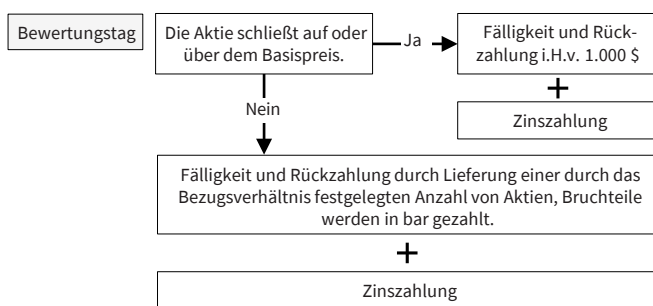 Bewertungstag
Die Aktie schließt auf oder
über dem Basispreis.
Ja
Fälligkeit und Rück-
zahlung i.H.v. 1.000 $
+
Zinszahlung
Nein
Fälligkeit und Rückzahlung durch Lieferung einer durch das
Bezugsverhältnis festgelegten Anzahl von Aktien, Bruchteile
werden in bar gezahlt.
+
Zinszahlung